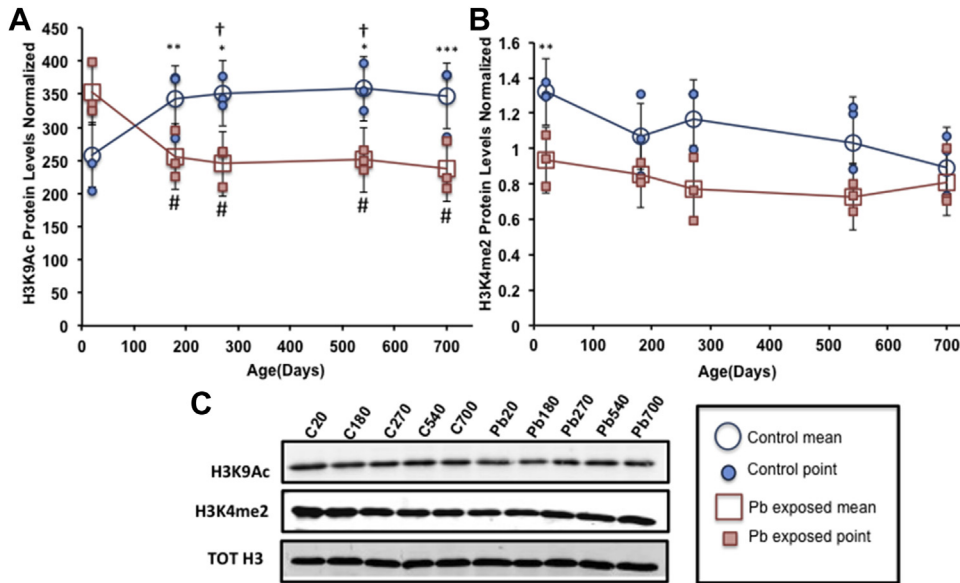 A
H3K9Ac Protein Levels Normalized
450
400
350
300
250
200
150
100
50
0
** † * † * ***
# # # #
0 100 200 300 400 500 600 700
Age(Days)
B
H3K4me2 Protein Levels Normalized
1.6
1.4
1.2
1
0.8
0.6
0.4
0.2
0
**
0 100 200 300 400 500 600 700
Age(Days)
C
C20 C180 C270 C540 C700 Pb20 Pb180 Pb270 Pb540 Pb700
H3K9Ac
H3K4me2
TOT H3
Control mean
Control point
Pb exposed mean
Pb exposed point